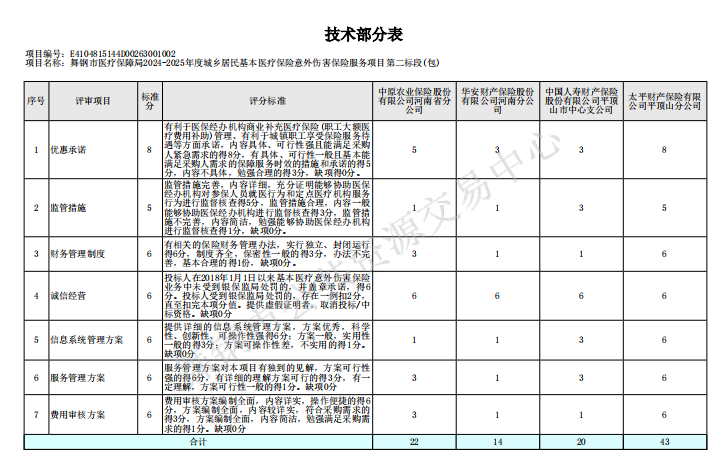 技术部分表
项目编号：E4104815144D00263001002
项目名称：舞钢市医疗保障局2024-2025年度城乡居民基本医疗保险意外伤害保险服务项目第二标段(包)
序号 评审项目 标准分 评分标准 中原农业保险股份有限公司河南省分公司 华安财产保险股份有限公司河南分公司 中国人寿财产保险股份有限公司平顶山市中心支公司 太平财产保险有限公司平顶山分公司
1 优惠承诺 8 有利于医保经办机构商业补充医疗保险(职工大额医疗费用补助)管理、有利于城镇职工享受保险服务待遇等方面承诺，内容具体、可行性强且能满足采购人紧急需求的得8分，有具体、可行性一般且基本能满足采购人需求的保障服务时效的措施和承诺的得5分，内容不具体，勉强合理的得3分，缺项得0分。 5 3 3 8
2 监管措施 5 监管措施完善，内容详细，充分证明能够协助医保经办机构对参保人员就医行为和定点医疗机构服务行为进行监督核查得5分，监管措施合理，内容一般能够协助医保经办机构进行监督核查得3分，监管措施不完善，内容简洁，勉强能够协助医保经办机构进行监督核查得1分，缺项0分。 1 1 3 5
3 财务管理制度 6 有相关的保险财务管理办法，实行独立、封闭运行得6分，制度齐全，保密性一般的得3分，办法不完善，基本合理的得1份，缺项0分。 3 1 1 6
4 诚信经营 6 投标人在2018年1月1日以来基本医疗意外伤害保险业务中未受到银保监局处罚的，并盖章承诺，得6分。投标人受到银保监局处罚的，存在一例扣2分，直至扣完本项分值。提供虚假证明者，取消投标/中标资格。缺项0分 6 6 6 6
5 信息系统管理方案 6 提供详细的信息系统管理方案，方案优秀，科学性、创新性、可操作性强得6分；方案一般，实用性一般的得3分；方案可操作性差，不实用的得1分。缺项0分 1 1 3 6
6 服务管理方案 6 服务管理方案对本项目有独到的见解，方案可行性强的得6分，有详细的理解方案可行的得3分，有一定理解，方案可行性一般的得1分。缺项0分 3 1 3 6
7 费用审核方案 6 费用审核方案编制全面，内容详实，操作便捷的得6分，方案编制全面，内容较详实，符合采购需求的得3分，方案编制全面，内容简洁，勉强满足采购需求的得1分。缺项0分 3 1 1 6
合计 22 14 20 43